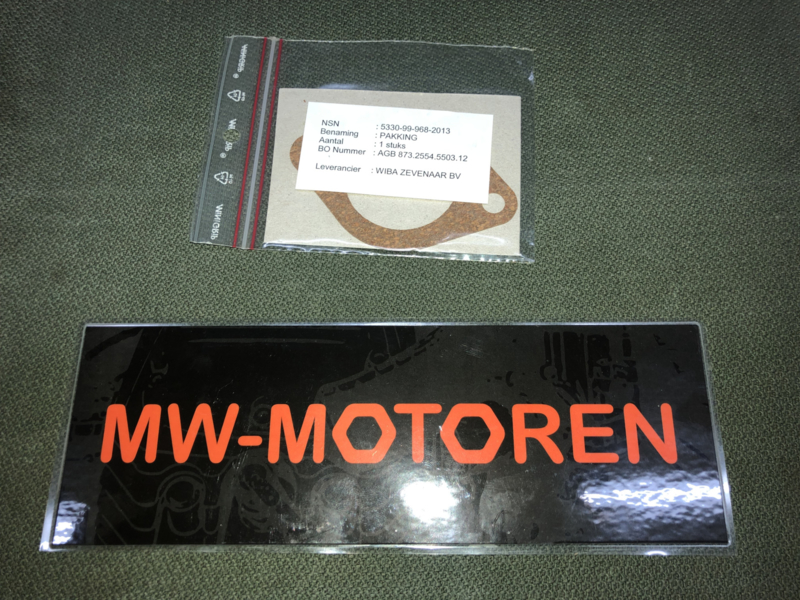 NSN : 5330-99-968-2013
Benaming : PAKKING
Aantal : 1 stuks
BO Nummer : AGB 873.2554.5503.12
Leverancier : WIBA ZEVENAAR BV
MW-MOTOREN